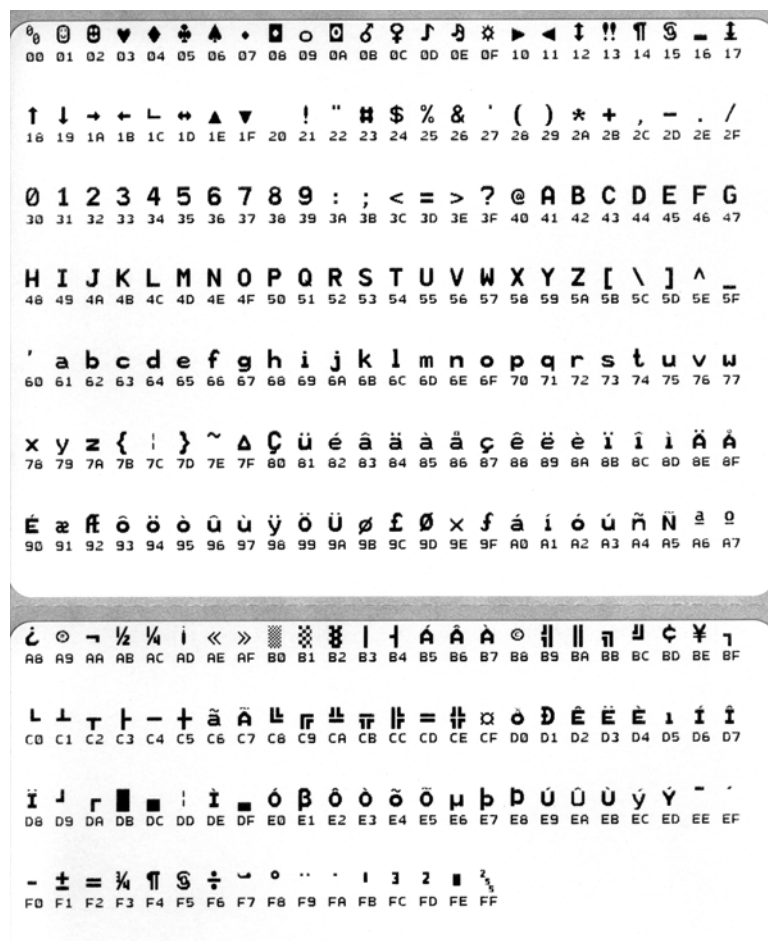 ⁰₀ ☺ ☻ ♥ ♦ ♣ ♠ • ◘ ○ ◙ ♂ ♀ ♪ ♫ ☼ ► ◄ ↕ ‼ ¶ § ▬ ↨
00 01 02 03 04 05 06 07 08 09 0A 0B 0C 0D 0E 0F 10 11 12 13 14 15 16 17
↑ ↓ → ← ∟ ↔ ▲ ▼ ! " # $ % & ' ( ) * + , - . /
18 19 1A 1B 1C 1D 1E 1F 20 21 22 23 24 25 26 27 28 29 2A 2B 2C 2D 2E 2F
0 1 2 3 4 5 6 7 8 9 : ; < = > ? @ A B C D E F G
30 31 32 33 34 35 36 37 38 39 3A 3B 3C 3D 3E 3F 40 41 42 43 44 45 46 47
H I J K L M N O P Q R S T U V W X Y Z [ \ ] ^ _
48 49 4A 4B 4C 4D 4E 4F 50 51 52 53 54 55 56 57 58 59 5A 5B 5C 5D 5E 5F
' a b c d e f g h i j k l m n o p q r s t u v w
60 61 62 63 64 65 66 67 68 69 6A 6B 6C 6D 6E 6F 70 71 72 73 74 75 76 77
x y z { ¦ } ~ ∆ Ç ü é â ä à å ç ê ë è ï î ì Ä Å
78 79 7A 7B 7C 7D 7E 7F 80 81 82 83 84 85 86 87 88 89 8A 8B 8C 8D 8E 8F
É æ Æ ô ö ò û ù ÿ Ö Ü ø £ Ø × ƒ á í ó ú ñ Ñ ª º
90 91 92 93 94 95 96 97 98 99 9A 9B 9C 9D 9E 9F A0 A1 A2 A3 A4 A5 A6 A7
¿ ® ¬ ½ ¼ ¡ « » ░ ▒ ▓ │ ┤ Á Â À © ╣ ║ ╗ ╝ ¢ ¥ ┐
A8 A9 AA AB AC AD AE AF B0 B1 B2 B3 B4 B5 B6 B7 B8 B9 BA BB BC BD BE BF
└ ┴ ┬ ├ ─ ┼ ã Ã ╚ ╔ ╩ ╦ ╠ ═ ╬ ¤ ð Ð Ê Ë È ı Í Î
C0 C1 C2 C3 C4 C5 C6 C7 C8 C9 CA CB CC CD CE CF D0 D1 D2 D3 D4 D5 D6 D7
Ï ┘ ┌ █ ▄ ¦ Ì ▬ ó β ô ò õ õ µ þ Þ Ú Û Ù ý Ý ¯ ´
D8 D9 DA DB DC DD DE DF E0 E1 E2 E3 E4 E5 E6 E7 E8 E9 EA EB EC ED EE EF
- ± = ¾ ¶ § ÷ ¸ ° ¨ · ı 3 2 ■ ²₅₅
F0 F1 F2 F3 F4 F5 F6 F7 F8 F9 FA FB FC FD FE FF